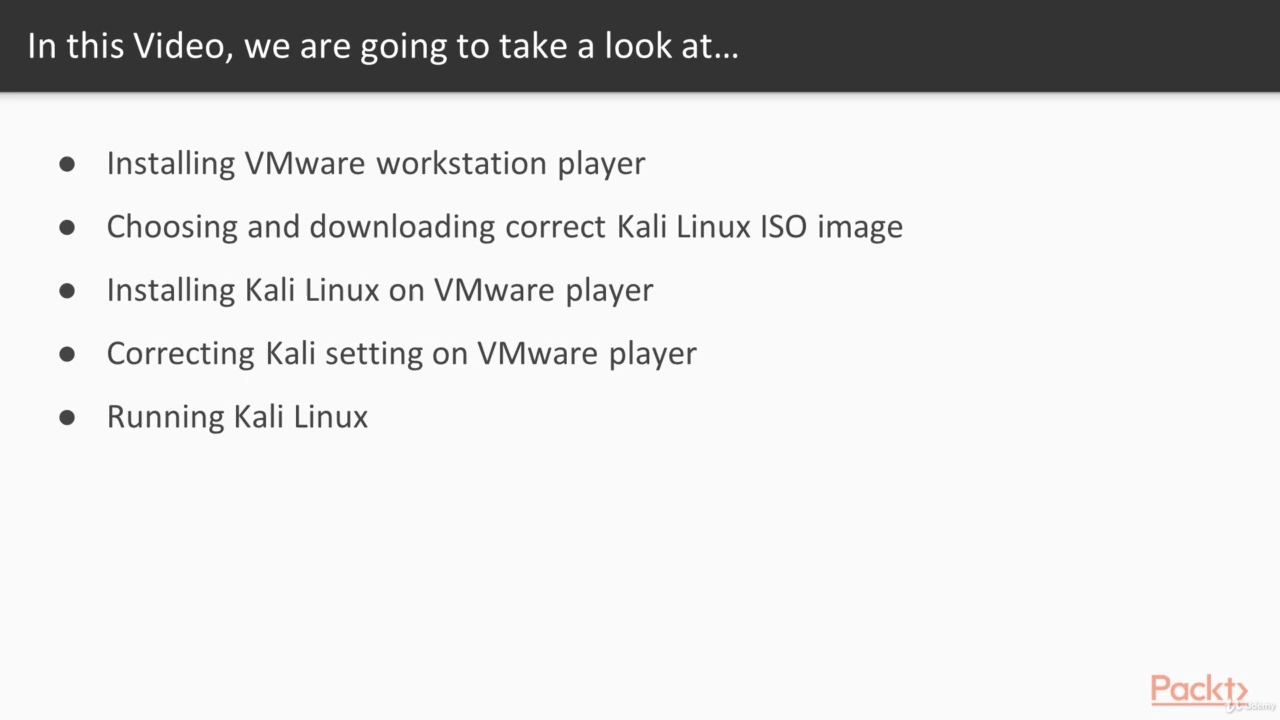 In this Video, we are going to take a look at...
● Installing VMware workstation player
● Choosing and downloading correct Kali Linux ISO image
● Installing Kali Linux on VMware player
● Correcting Kali setting on VMware player
● Running Kali Linux
Packt>
Udemy